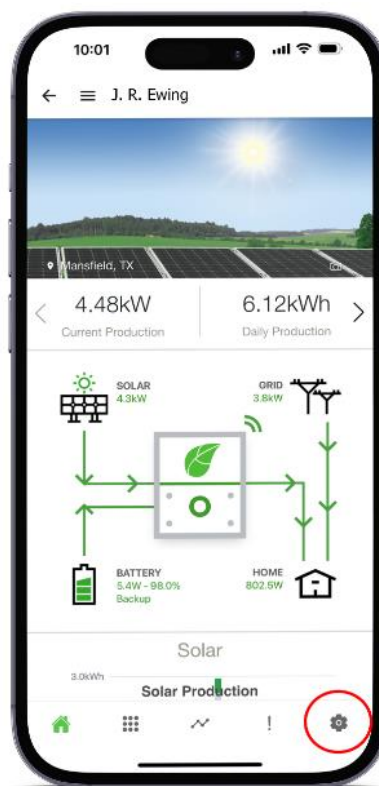 10:01
J. R. Ewing
Mansfield, TX
4.48kW
Current Production
6.12kWh
Daily Production
SOLAR
4.3kW
GRID
3.8kW
BATTERY
5.4W - 98.0%
Backup
HOME
802.5W
Solar
3.0kWh
Solar Production